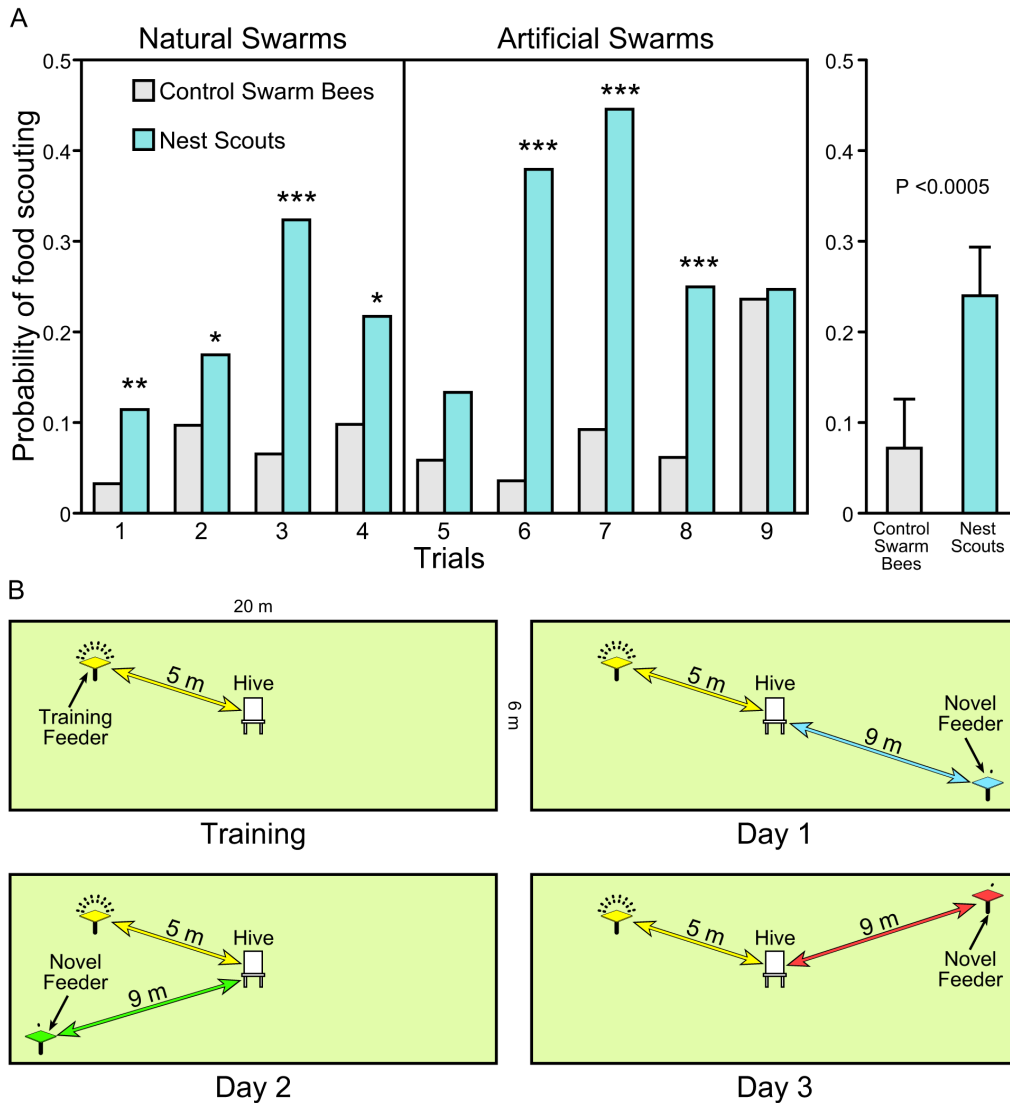 A
Natural Swarms
Artificial Swarms
Probability of food scouting
0.5
0.4
0.3
0.2
0.1
0
Control Swarm Bees
Nest Scouts
**
*
***
*
***
***
***
1 2 3 4 5 6 7 8 9
Trials
0.5
0.4
0.3
0.2
0.1
0
P <0.0005
Control
Swarm
Bees
Nest
Scouts
B
20 m
5 m
Hive
Training
Feeder
6 m
Training
5 m
Hive
9 m
Novel
Feeder
Day 1
5 m
Hive
Novel
Feeder
9 m
Day 2
5 m
Hive
9 m
Novel
Feeder
Day 3